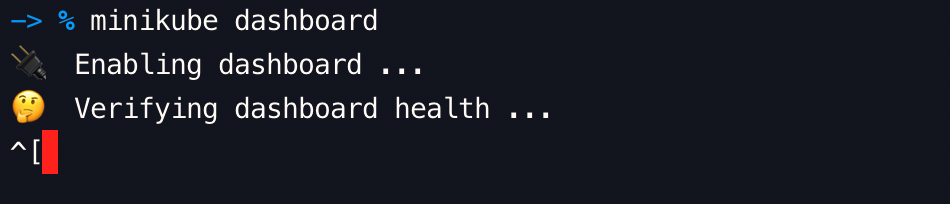 —> % minikube dashboard
🔌 Enabling dashboard ...
🤔 Verifying dashboard health ...
^[